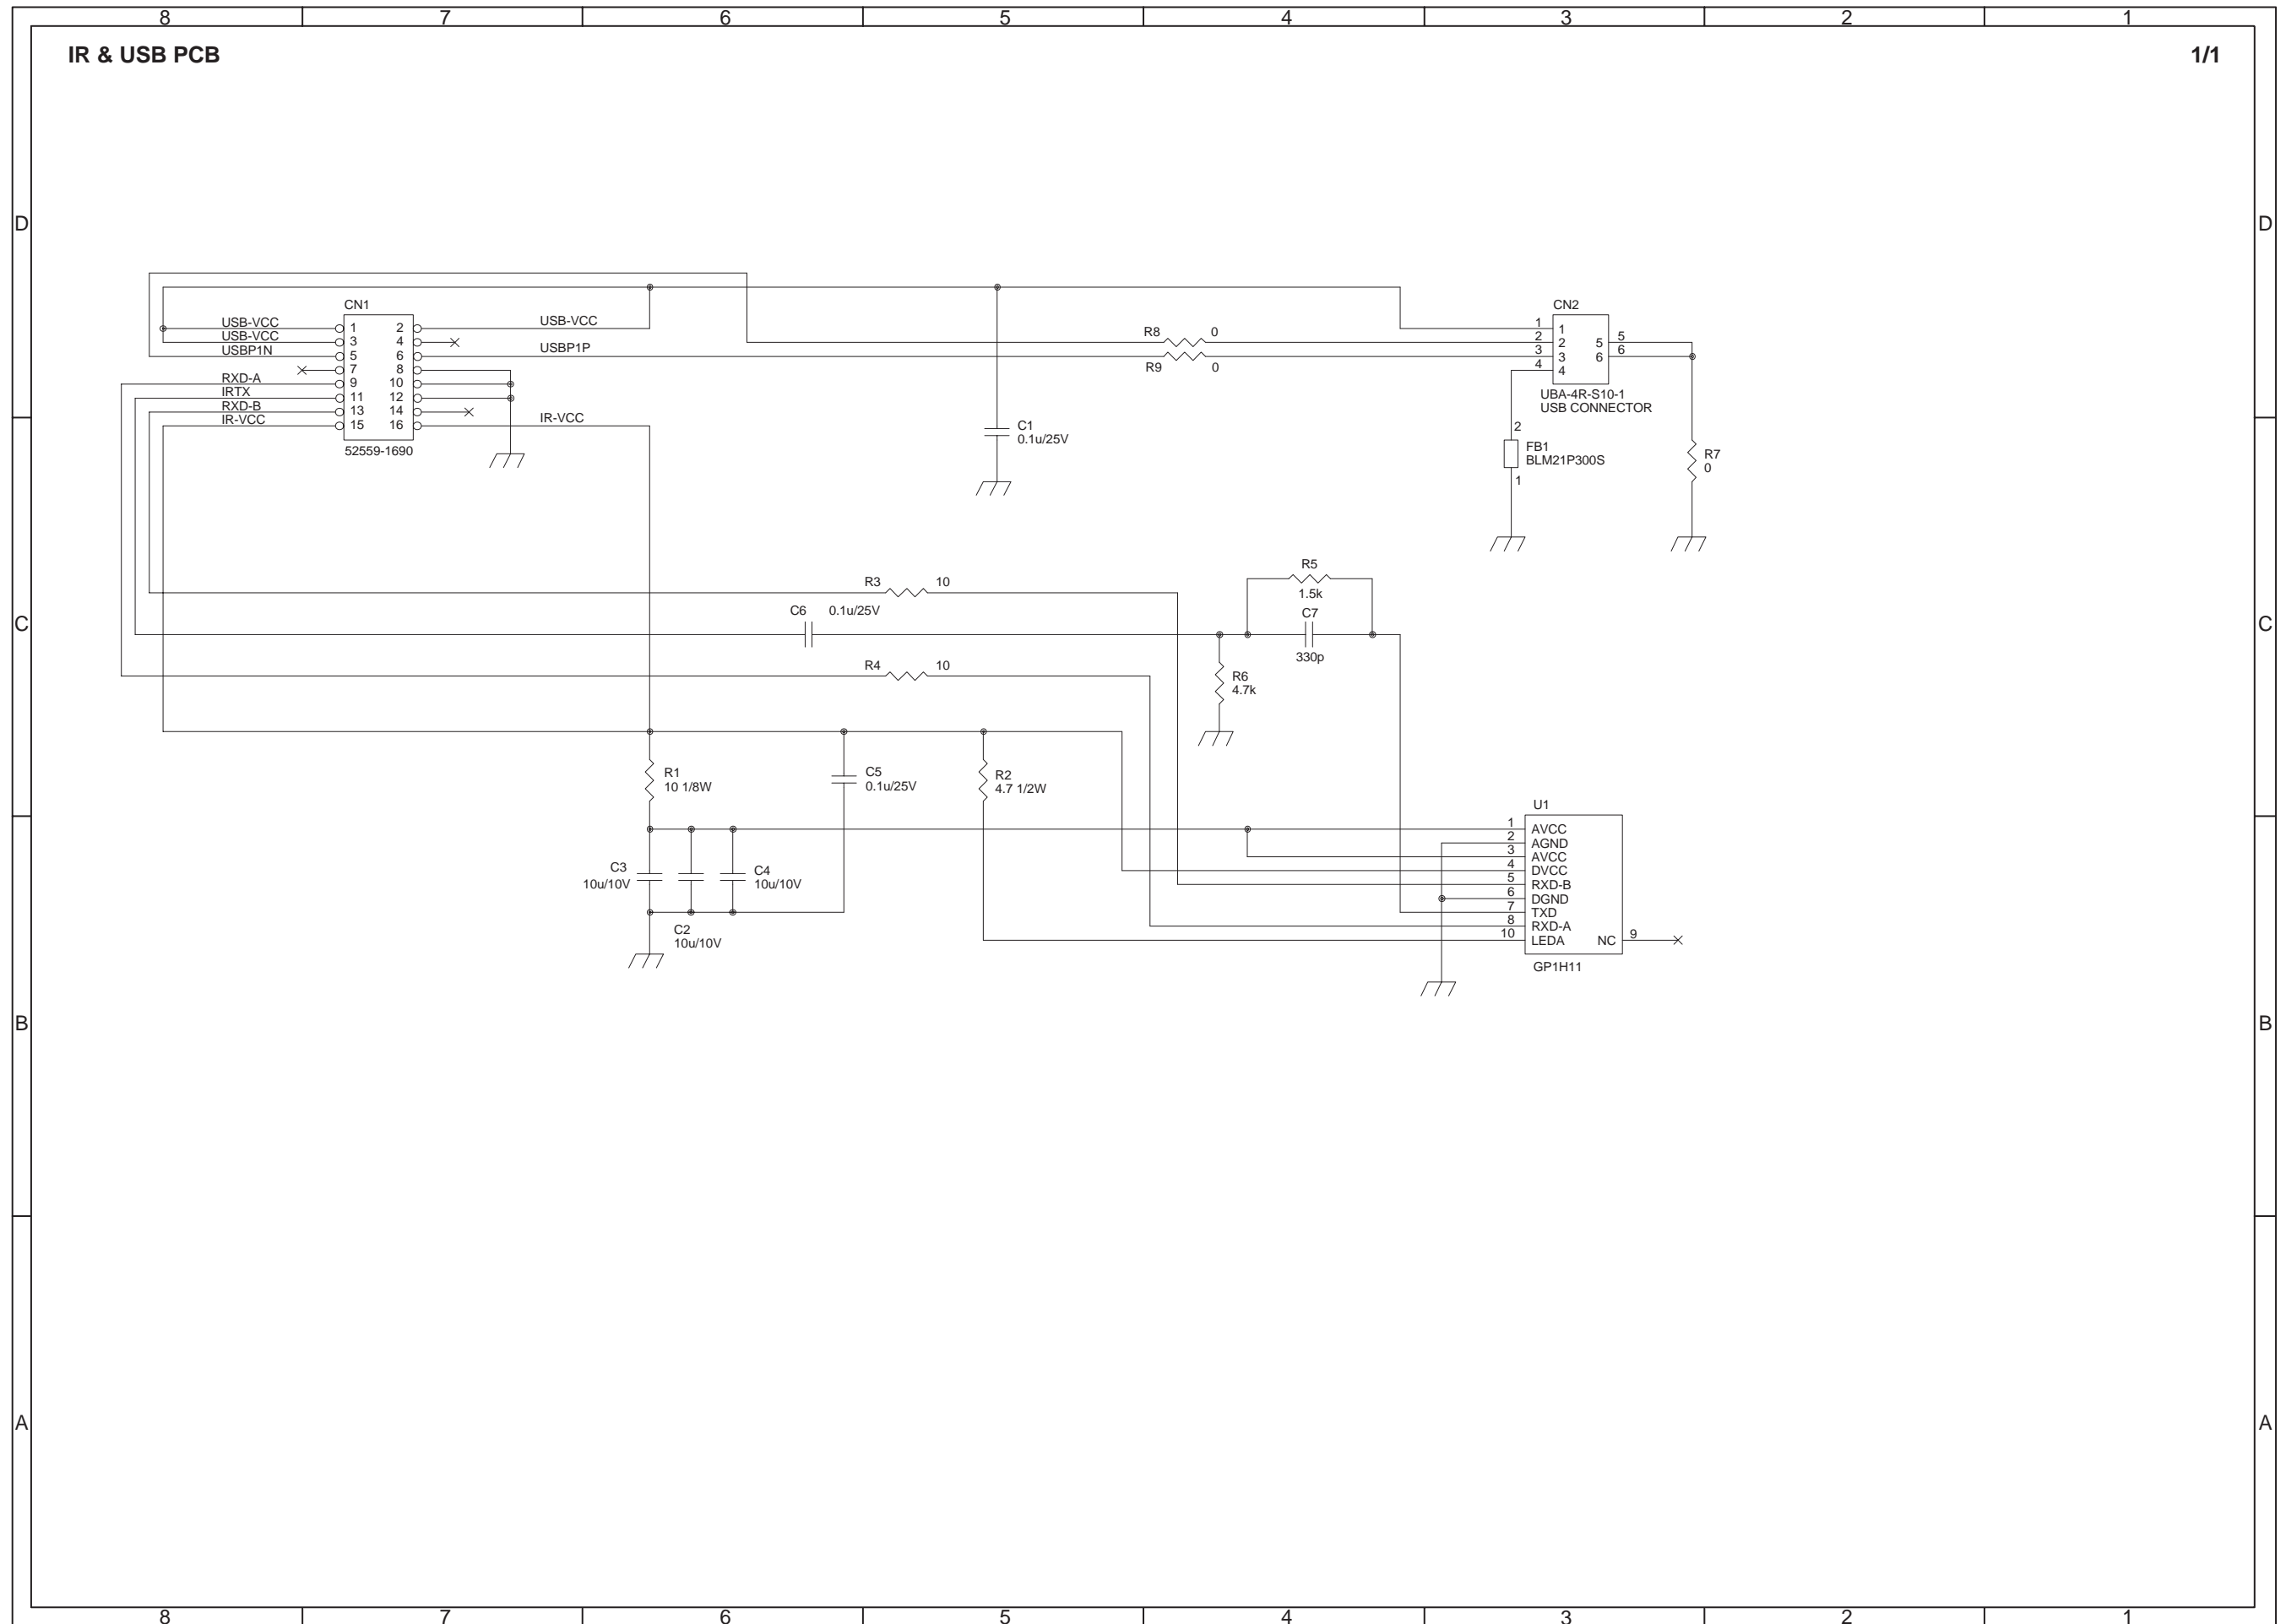 8 7 6 5 4 3 2 1
IR & USB PCB 1/1
D D
CN1
USB-VCC 1 2 USB-VCC
USB-VCC 3 4
USBP1N 5 6 USBP1P
7 8
RXD-A 9 10
IRTX 11 12
RXD-B 13 14
IR-VCC 15 16 IR-VCC
52559-1690
R8 0
R9 0
C1
0.1u/25V
CN2
1 1
2 2 5 5
3 3 6 6
4 4
UBA-4R-S10-1
USB CONNECTOR
2
FB1
BLM21P300S
1
R7
0
C C
R3 10
C6 0.1u/25V
R4 10
R5
1.5k
C7
330p
R6
4.7k
R1
10 1/8W
C5
0.1u/25V
R2
4.7 1/2W
C3
10u/10V
C4
10u/10V
C2
10u/10V
U1
1 AVCC
2 AGND
3 AVCC
4 DVCC
5 RXD-B
6 DGND
7 TXD
8 RXD-A
10 LEDA NC 9
GP1H11
B B
A A
8 7 6 5 4 3 2 1